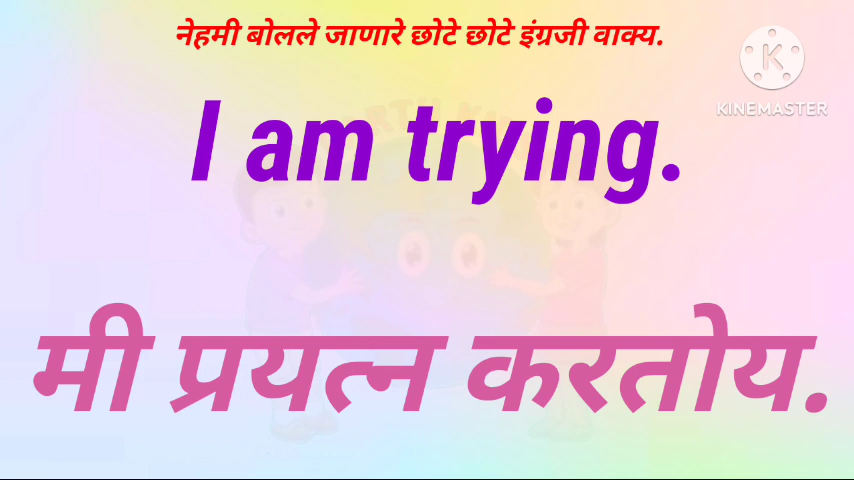 नेहमी बोलले जाणारे छोटे छोटे इंग्रजी वाक्य.
KINEMASTER
I am trying.
मी प्रयत्न करतोय.